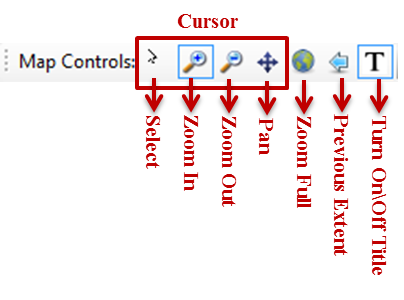 Cursor
Map Controls:
T
Select
Zoom In
Zoom Out
Pan
Zoom Full
Previous Extent
Turn On\Off Title